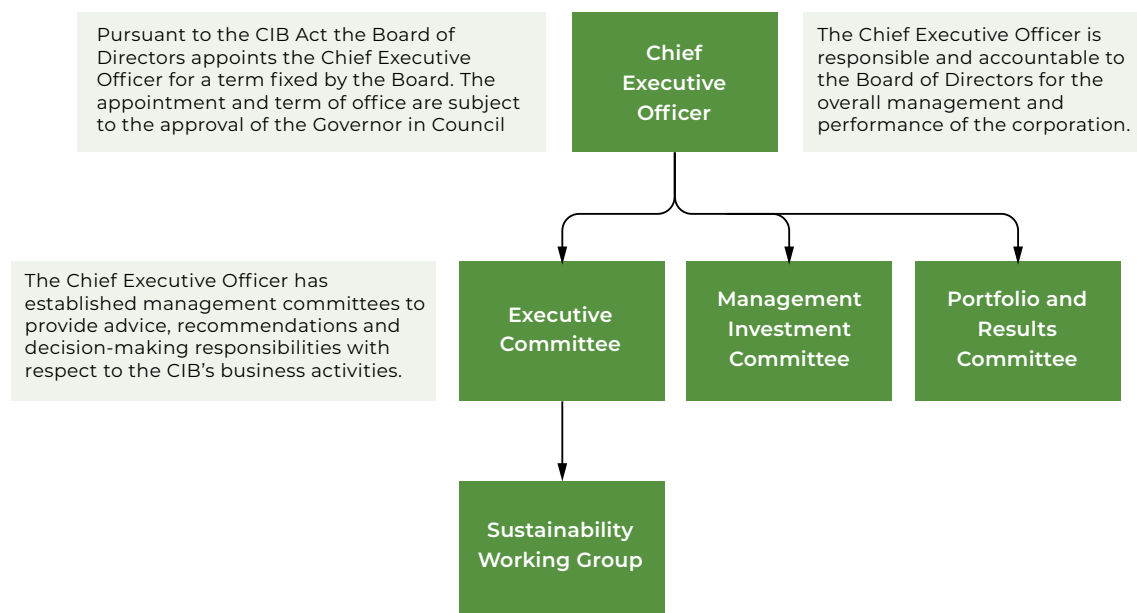 Pursuant to the CIB Act the Board of
Directors appoints the Chief Executive
Officer for a term fixed by the Board. The
appointment and term of office are subject
to the approval of the Governor in Council
Chief
Executive
Officer
The Chief Executive Officer is
responsible and accountable to
the Board of Directors for the
overall management and
performance of the corporation.
The Chief Executive Officer has
established management committees to
provide advice, recommendations and
decision-making responsibilities with
respect to the CIB’s business activities.
Executive
Committee
Management
Investment
Committee
Portfolio and
Results
Committee
Sustainability
Working Group